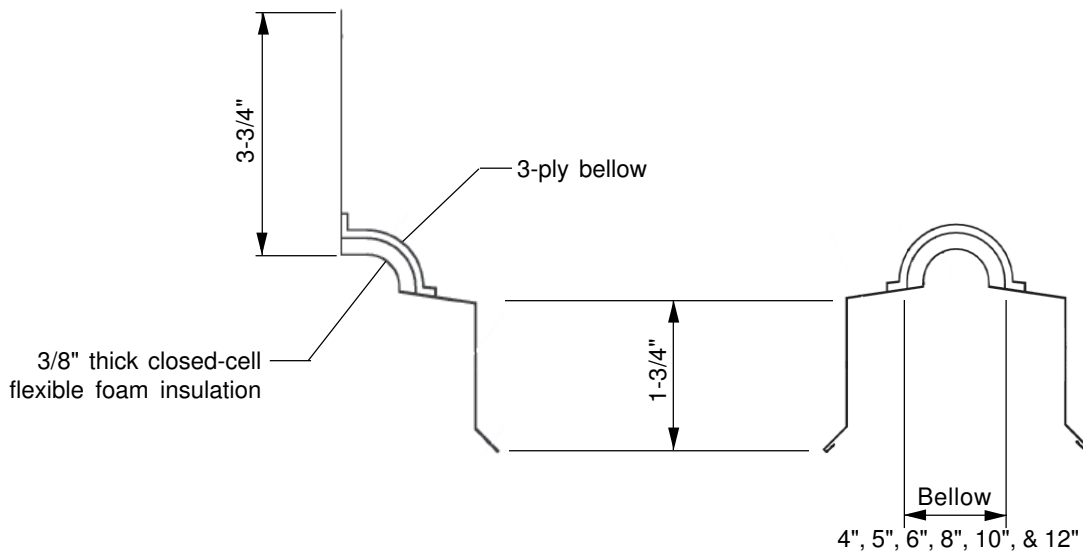 3-3/4"
3-ply bellow
3/8" thick closed-cell
flexible foam insulation
1-3/4"
Bellow
4", 5", 6", 8", 10", & 12"